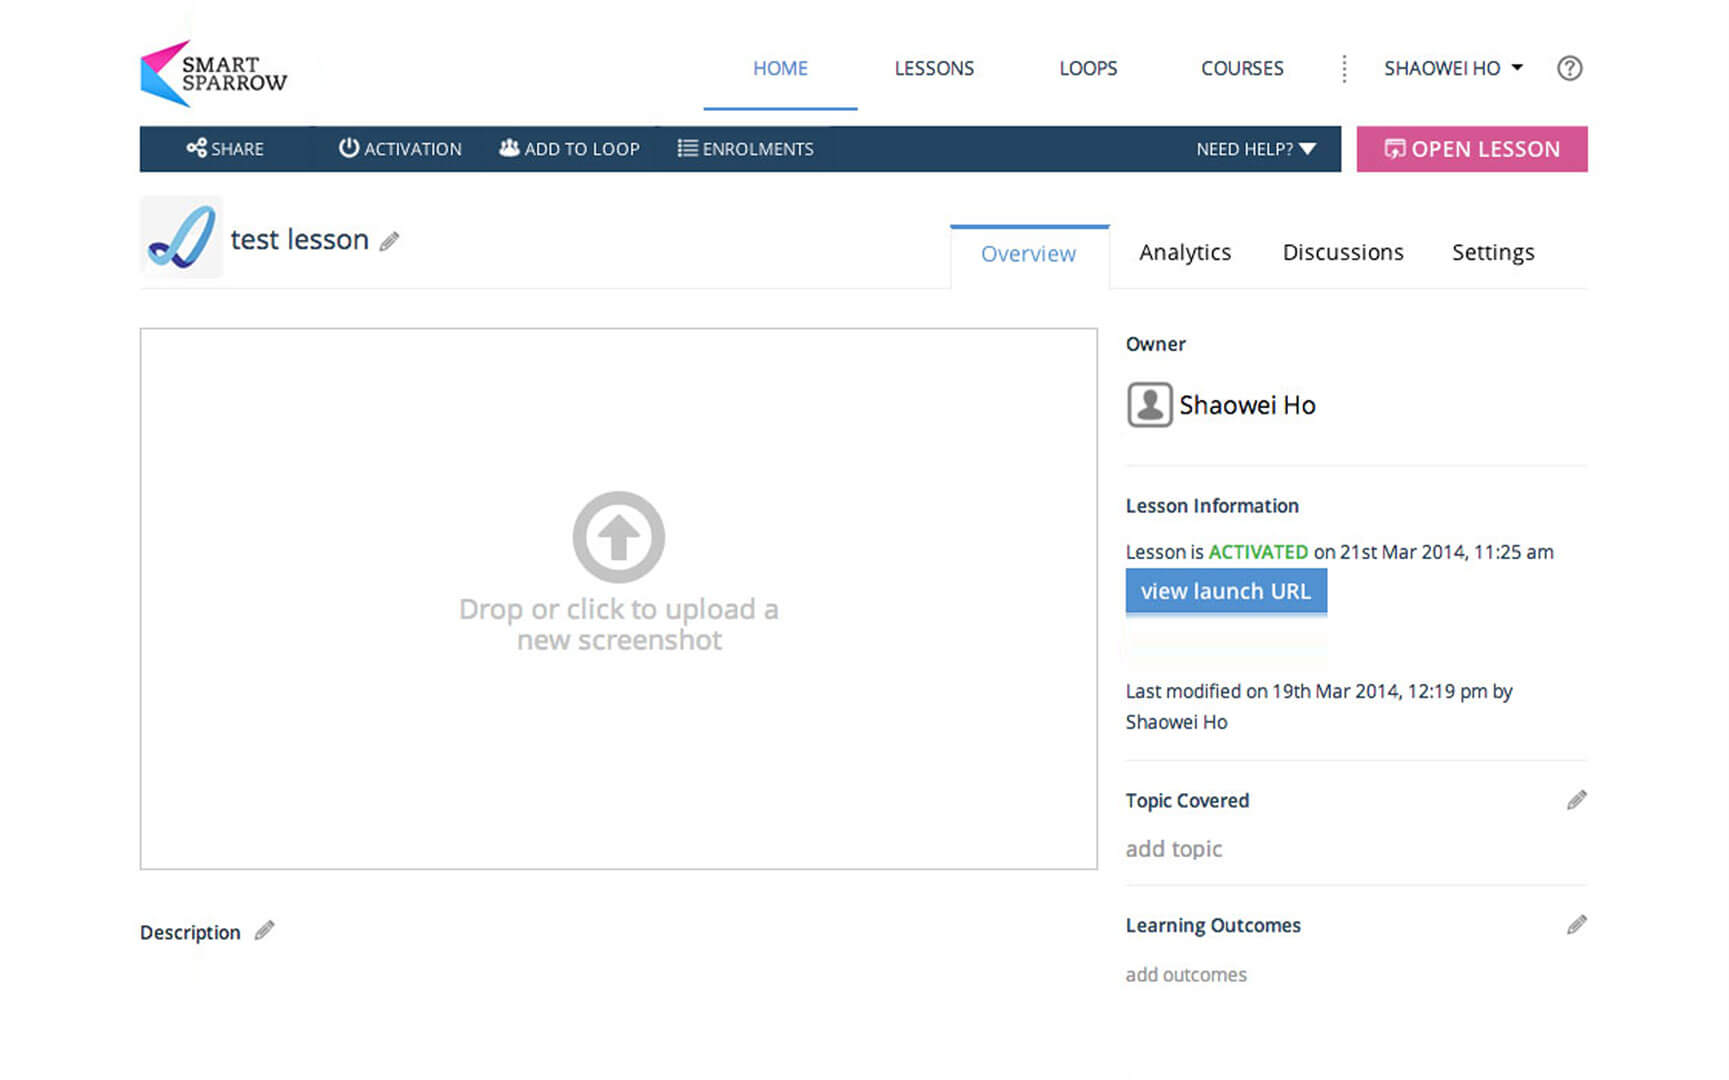 SMART
SPARROW
HOME LESSONS LOOPS COURSES SHAOWEI HO ?
SHARE ACTIVATION ADD TO LOOP ENROLMENTS NEED HELP? OPEN LESSON
test lesson
Overview Analytics Discussions Settings
Owner
Shaowei Ho
Lesson Information
Lesson is ACTIVATED on 21st Mar 2014, 11:25 am
view launch URL
Drop or click to upload a
new screenshot
Last modified on 19th Mar 2014, 12:19 pm by
Shaowei Ho
Topic Covered
add topic
Learning Outcomes
add outcomes
Description